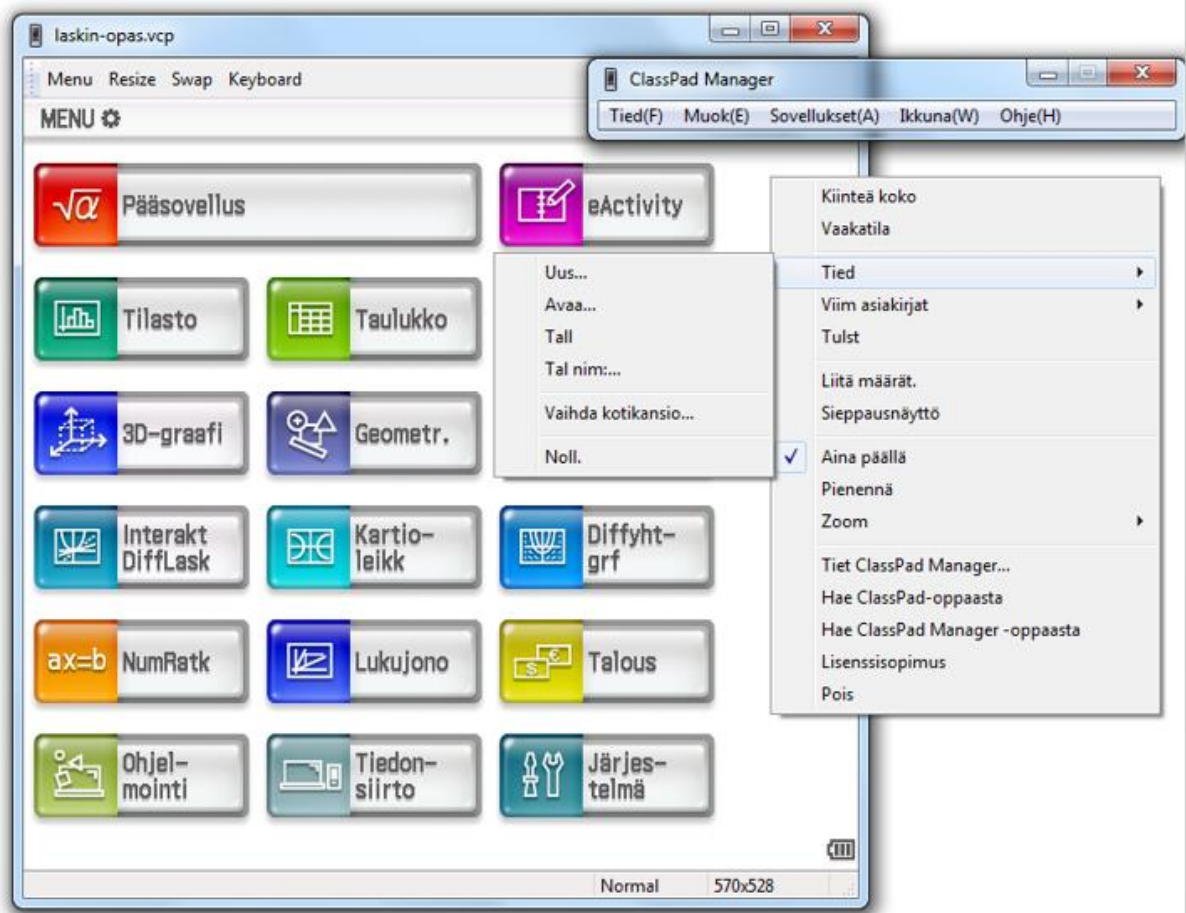 laskin-opas.vcp
Menu Resize Swap Keyboard
MENU
ClassPad Manager
Tied(F) Muok(E) Sovellukset(A) Ikkuna(W) Ohje(H)
√α Pääsovellus
eActivity
Tilasto
Taulukko
3D-graafi
Geometr.
Interakt
DiffLask
Kartio-
leikk
Diffyht-
grf
ax=b NumRatk
Lukujono
$ € Talous
Ohjel-
mointi
Tiedon-
siirto
Järjes-
telmä
Uus...
Avaa...
Tall
Tal nim:...
Vaihda kotikansio...
Noll.
Kiinteä koko
Vaakatila
Tied
Viim asiakirjat
Tulst
Liitä määrät.
Sieppausnäyttö
Aina päällä
Pienennä
Zoom
Tiet ClassPad Manager...
Hae ClassPad-oppaasta
Hae ClassPad Manager -oppaasta
Lisenssisopimus
Pois
Normal 570x528